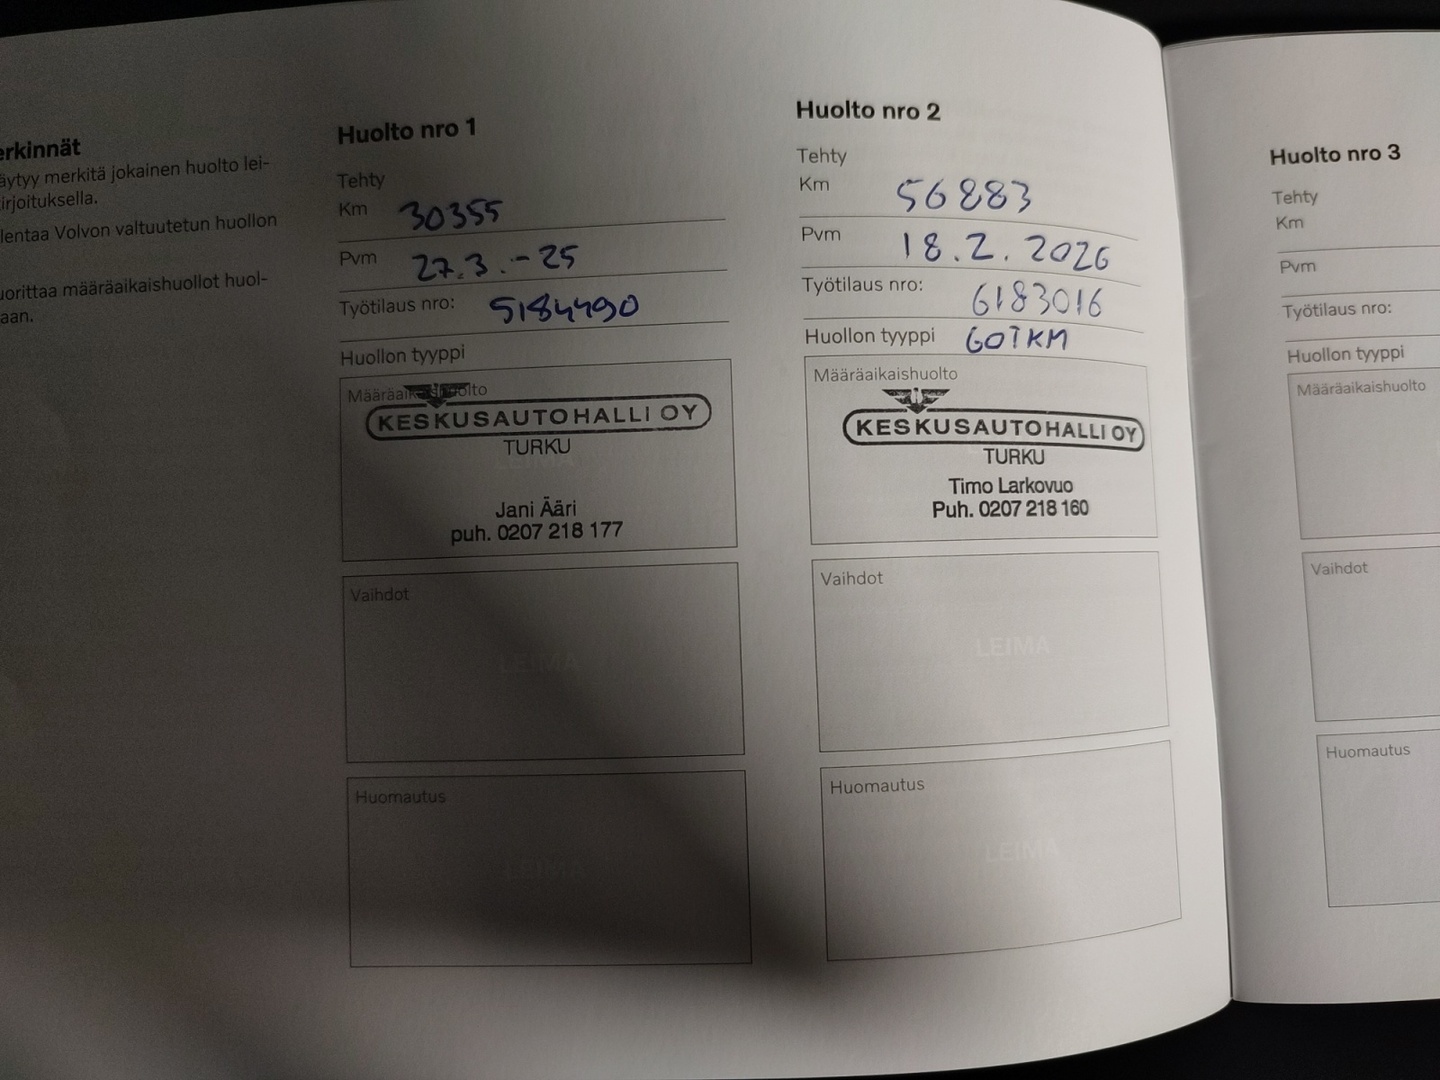 erkinnät
äytyy merkitä jokainen huolto lei-
irjoituksella.
lentaa Volvon valtuutetun huollon
uorittaa määräaikaishuollot huol-
aan.
Huolto nro 1
Tehty
Km 30355
Pvm 27.3.-25
Työtilaus nro: 5184490
Huollon tyyppi
Määräaikaishuolto
KESKUSAUTOHALLI OY
TURKU
LEIMA
Jani Ääri
puh. 0207 218 177
Vaihdot
LEIMA
Huomautus
LEIMA
Huolto nro 2
Tehty
Km 56883
Pvm 18.2.2026
Työtilaus nro: 6183016
Huollon tyyppi 60TKM
Määräaikaishuolto
KESKUSAUTOHALLI OY
TURKU
Timo Larkovuo
Puh. 0207 218 160
Vaihdot
LEIMA
Huomautus
LEIMA
Huolto nro 3
Tehty
Km
Pvm
Työtilaus nro:
Huollon tyyppi
Määräaikaishuolto
Vaihdot
Huomautus